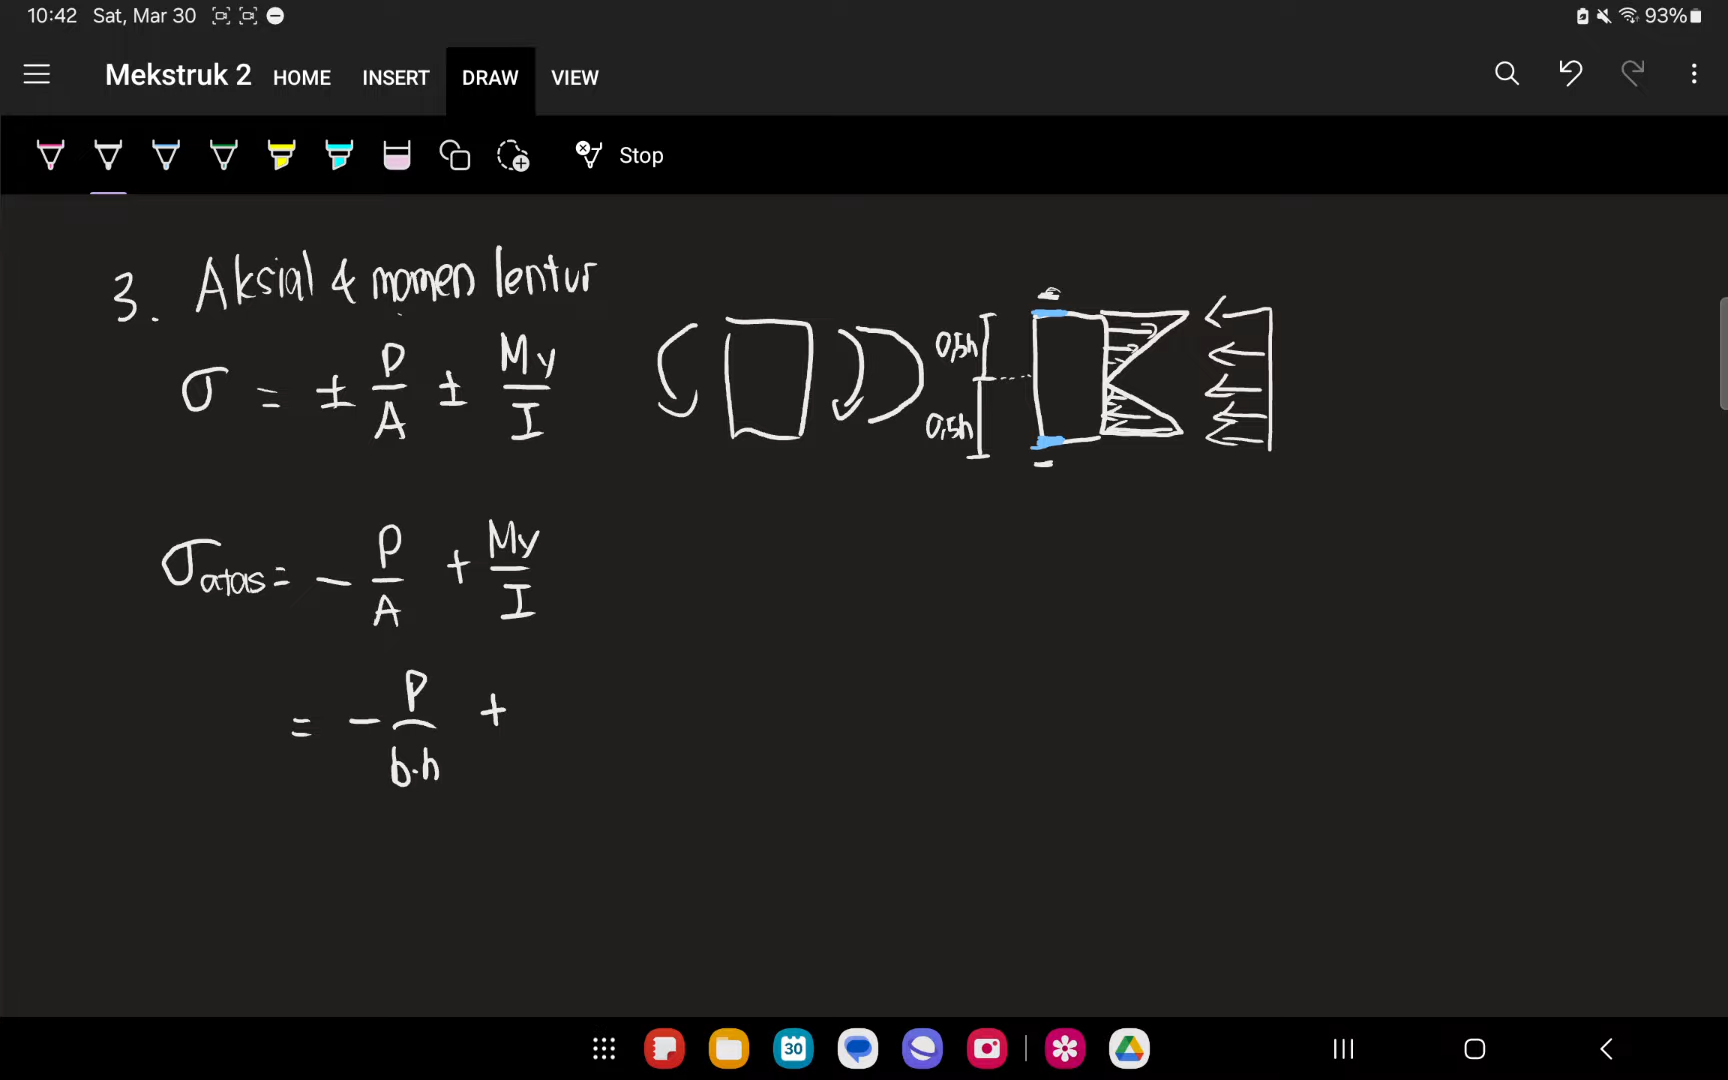 10:42 Sat, Mar 30
93%
Mekstruk 2 HOME INSERT DRAW VIEW
Stop
3. Aksial & momen lentur
σ = ± P/A ± My/I
0,5h
0,5h
σatas = - P/A + My/I
= - P/b.h +
30